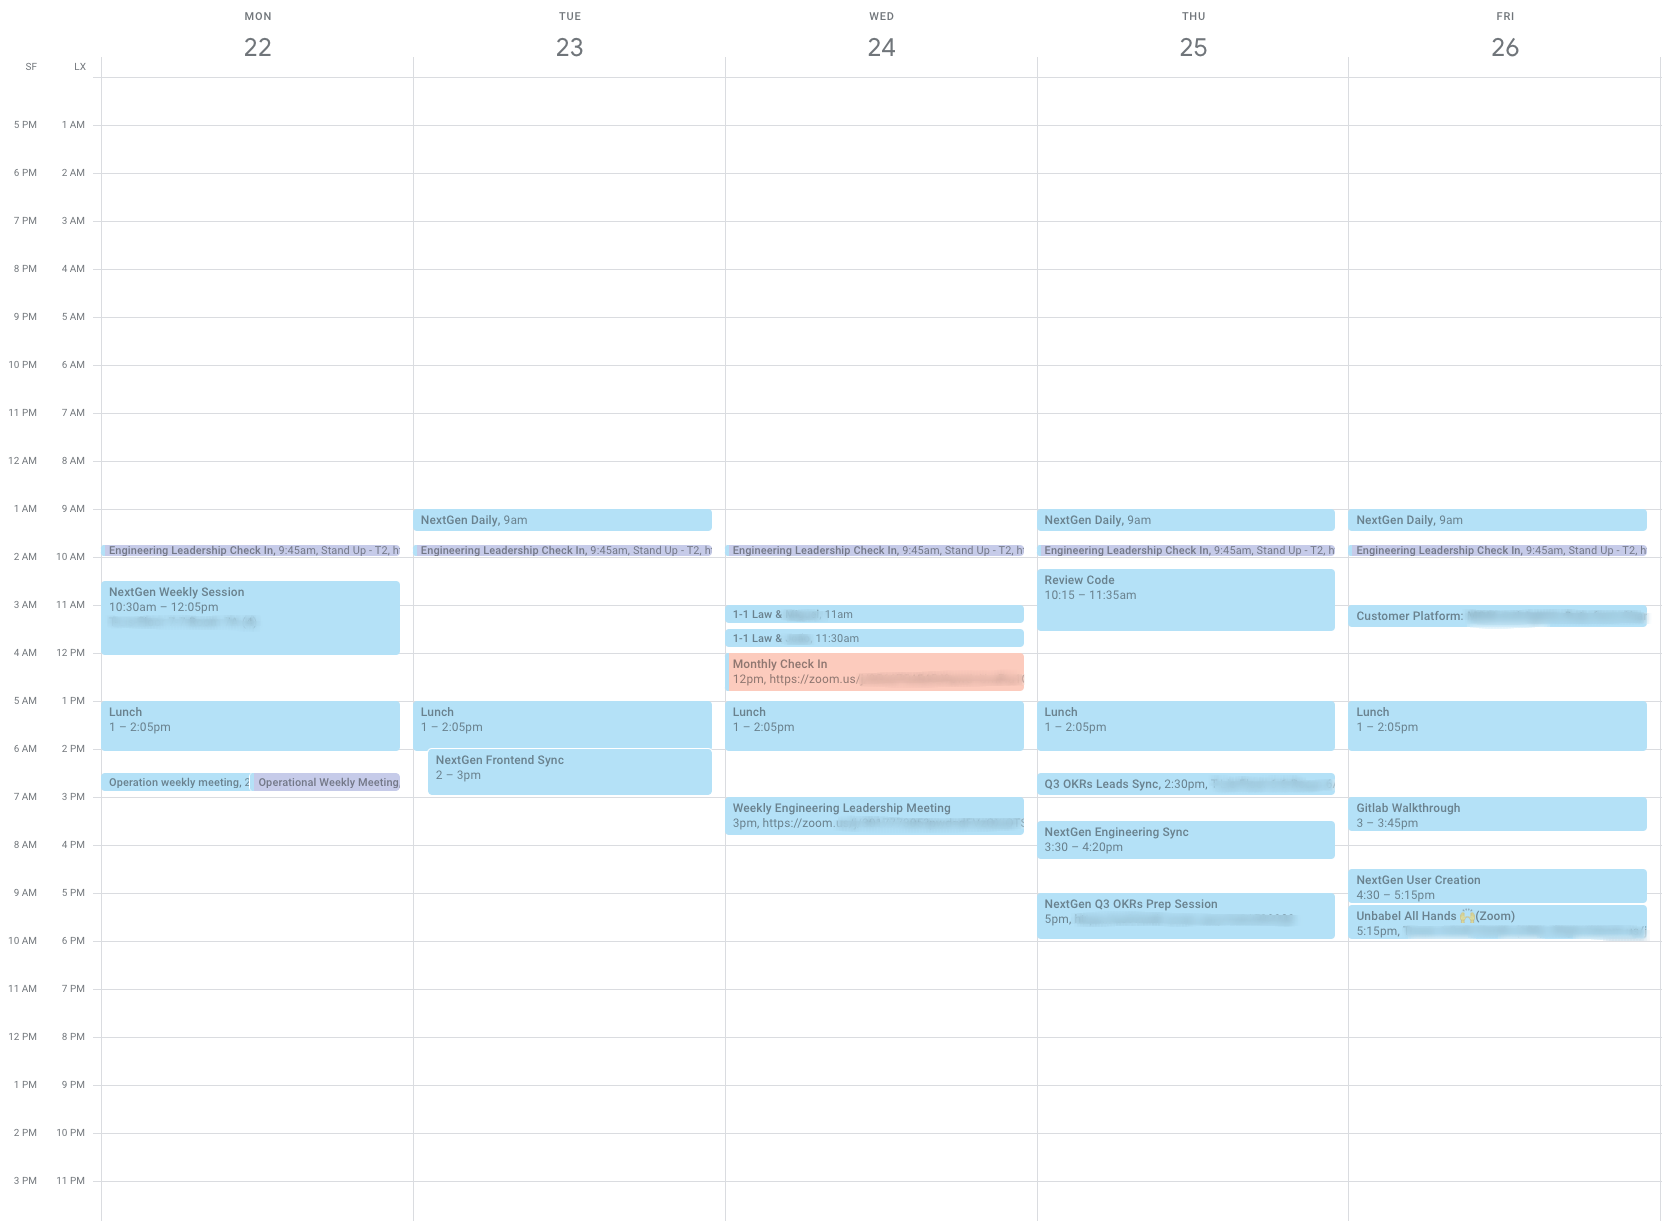 MON
TUE
WED
THU
FRI
22
23
24
25
26
SF LX
5 PM 1 AM
6 PM 2 AM
7 PM 3 AM
8 PM 4 AM
9 PM 5 AM
10 PM 6 AM
11 PM 7 AM
12 AM 8 AM
1 AM 9 AM
2 AM 10 AM
3 AM 11 AM
4 AM 12 PM
5 AM 1 PM
6 AM 2 PM
7 AM 3 PM
8 AM 4 PM
9 AM 5 PM
10 AM 6 PM
11 AM 7 PM
12 PM 8 PM
1 PM 9 PM
2 PM 10 PM
3 PM 11 PM
Engineering Leadership Check In, 9:45am, Stand Up - T2, h
NextGen Weekly Session
10:30am – 12:05pm
Lunch
1 – 2:05pm
Operation weekly meeting, 2
Operational Weekly Meeting,
NextGen Daily, 9am
Engineering Leadership Check In, 9:45am, Stand Up - T2, h
Lunch
1 – 2:05pm
NextGen Frontend Sync
2 – 3pm
Engineering Leadership Check In, 9:45am, Stand Up - T2, h
1-1 Law & 11am
1-1 Law & 11:30am
Monthly Check In
12pm, https://zoom.us/
Lunch
1 – 2:05pm
Weekly Engineering Leadership Meeting
3pm, https://zoom.
NextGen Daily, 9am
Engineering Leadership Check In, 9:45am, Stand Up - T2, h
Review Code
10:15 – 11:35am
Lunch
1 – 2:05pm
Q3 OKRs Leads Sync, 2:30pm,
NextGen Engineering Sync
3:30 – 4:20pm
NextGen Q3 OKRs Prep Session
5pm,
NextGen Daily, 9am
Engineering Leadership Check In, 9:45am, Stand Up - T2, h
Customer Platform:
Lunch
1 – 2:05pm
Gitlab Walkthrough
3 – 3:45pm
NextGen User Creation
4:30 – 5:15pm
Unbabel All Hands 🙌(Zoom)
5:15pm,